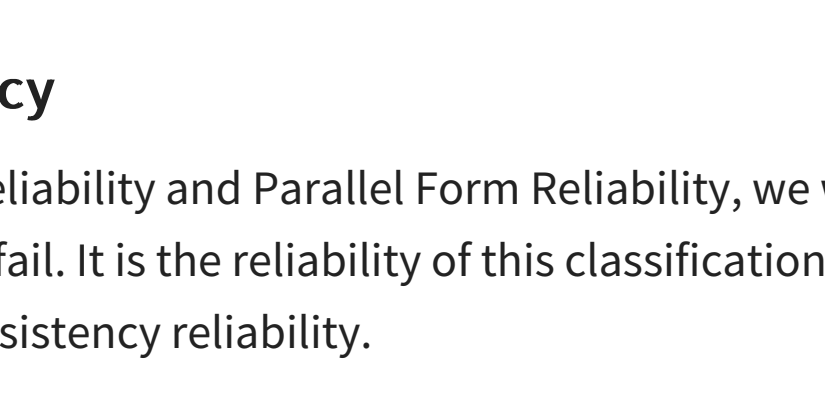 cy
eliability and Parallel Form Reliability, we
fail. It is the reliability of this classification
sistency reliability.